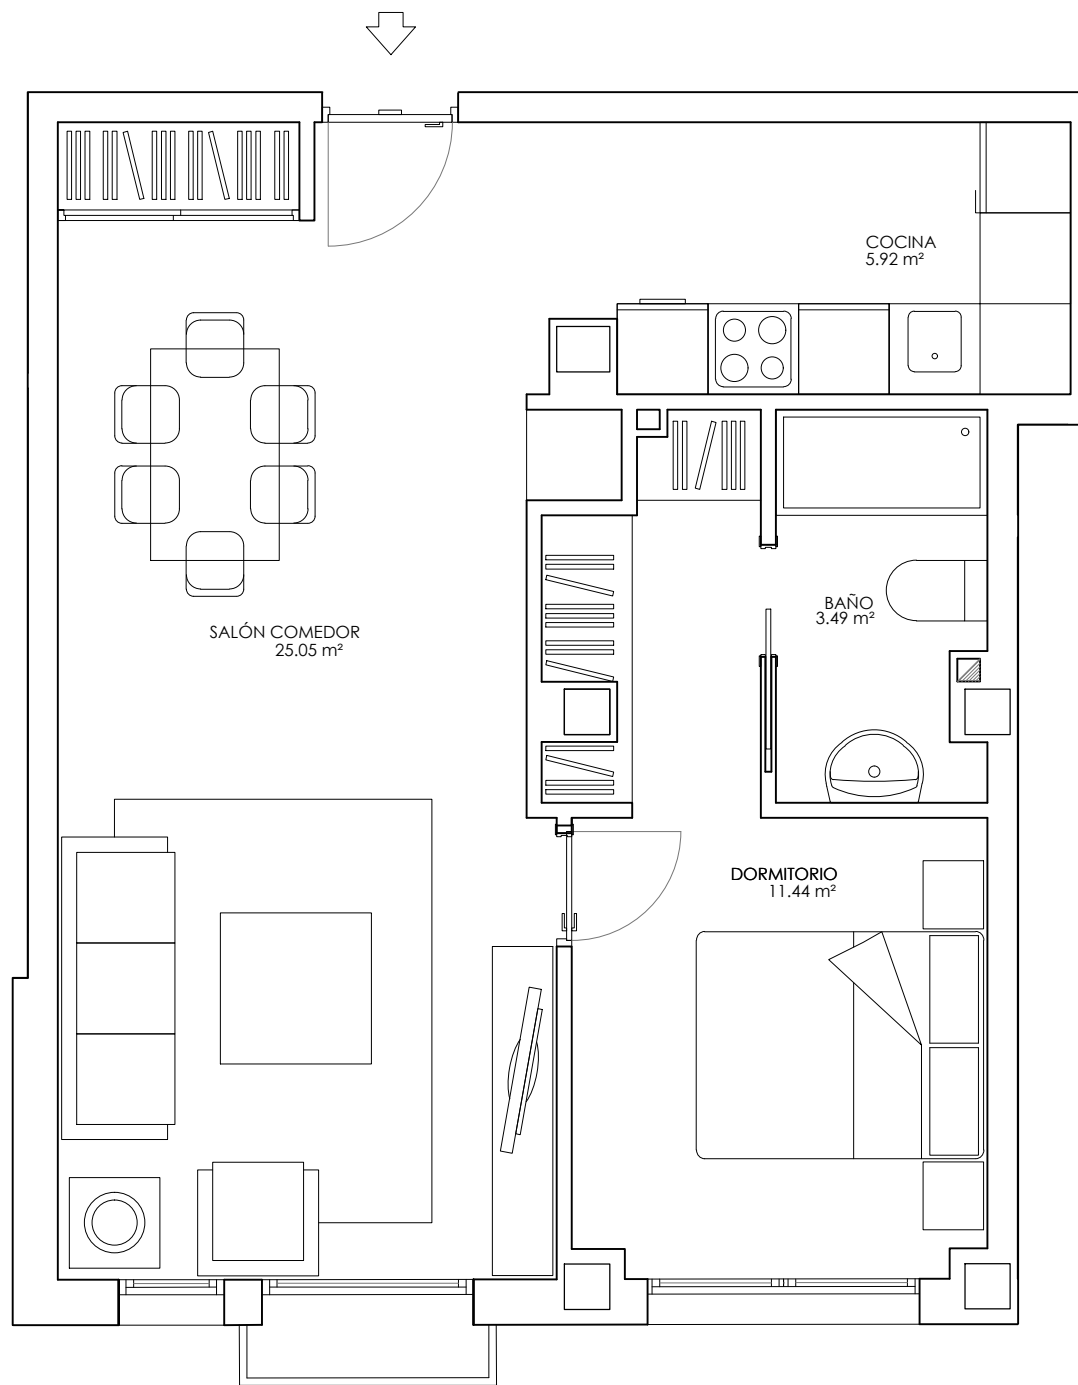 COCINA
5.92 m²
BAÑO
3.49 m²
SALÓN COMEDOR
25.05 m²
DORMITORIO
11.44 m²